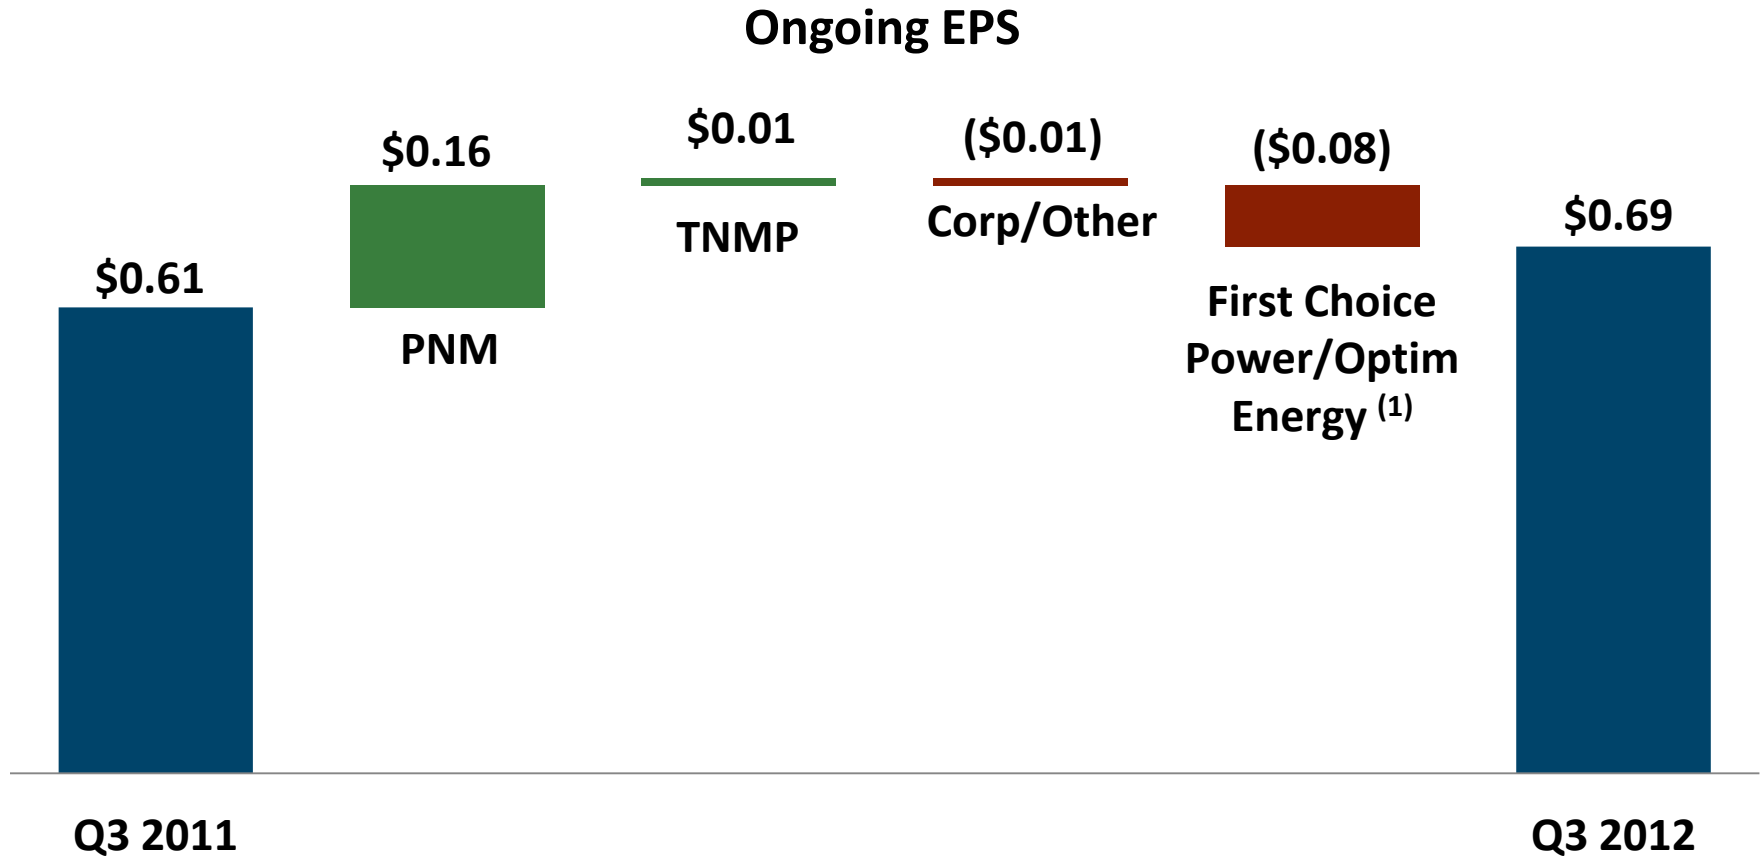 Ongoing EPS
$0.61
$0.16
PNM
$0.01
TNMP
($0.01)
Corp/Other
($0.08)
First Choice
Power/Optim
Energy (1)
$0.69
Q3 2011
Q3 2012